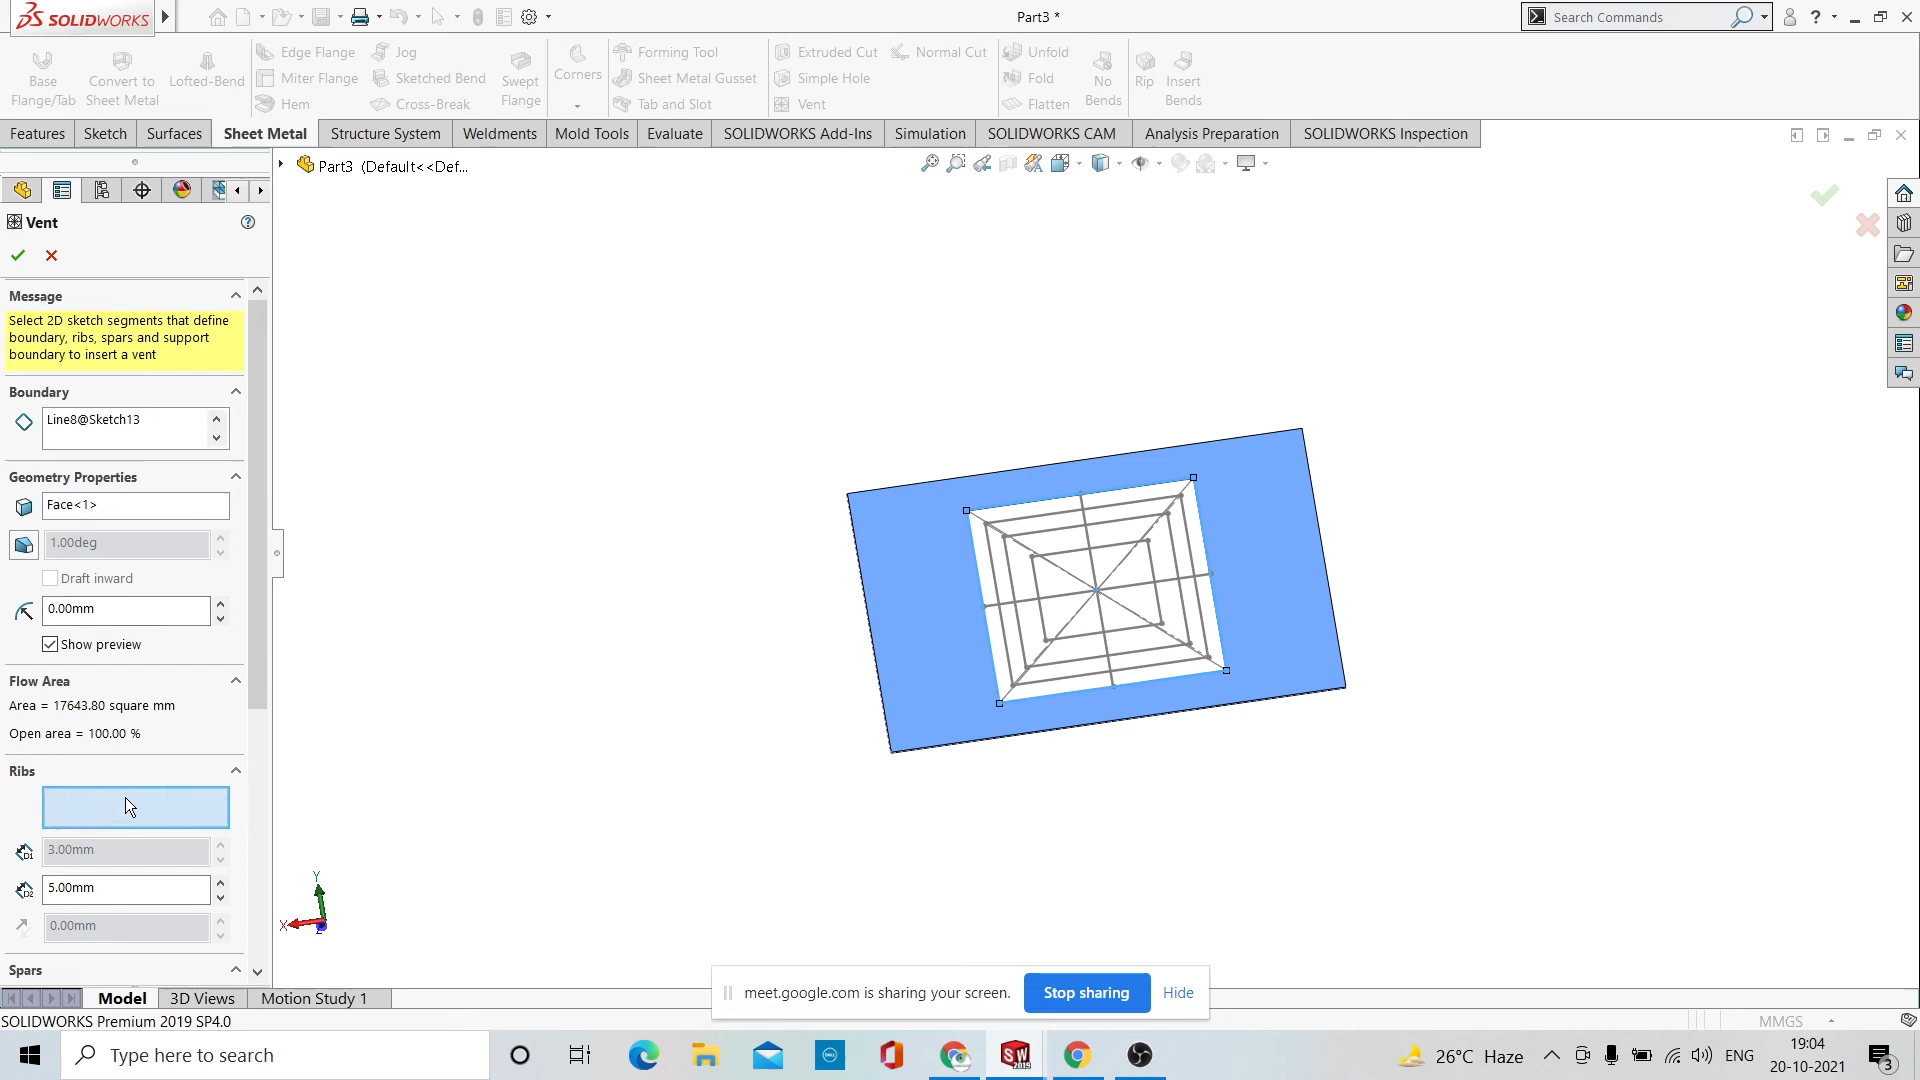 SOLIDWORKS
Part3 *
Search Commands
Base Flange/Tab
Convert to Sheet Metal
Lofted-Bend
Edge Flange
Miter Flange
Hem
Jog
Sketched Bend
Cross-Break
Swept Flange
Corners
Forming Tool
Sheet Metal Gusset
Tab and Slot
Extruded Cut
Simple Hole
Vent
Normal Cut
Unfold
Fold
Flatten
No Bends
Rip
Insert Bends
Features
Sketch
Surfaces
Sheet Metal
Structure System
Weldments
Mold Tools
Evaluate
SOLIDWORKS Add-Ins
Simulation
SOLIDWORKS CAM
Analysis Preparation
SOLIDWORKS Inspection
Part3 (Default<<Def...
Vent
Message
Select 2D sketch segments that define
boundary, ribs, spars and support
boundary to insert a vent
Boundary
Line8@Sketch13
Geometry Properties
Face<1>
1.00deg
Draft inward
0.00mm
Show preview
Flow Area
Area = 17643.80 square mm
Open area = 100.00 %
Ribs
D1
3.00mm
D2
5.00mm
0.00mm
Spars
Y
X
Z
Model
3D Views
Motion Study 1
meet.google.com is sharing your screen.
Stop sharing
Hide
SOLIDWORKS Premium 2019 SP4.0
MMGS
Type here to search
DELL
SW
2019
26°C Haze
ENG
19:04
20-10-2021
3